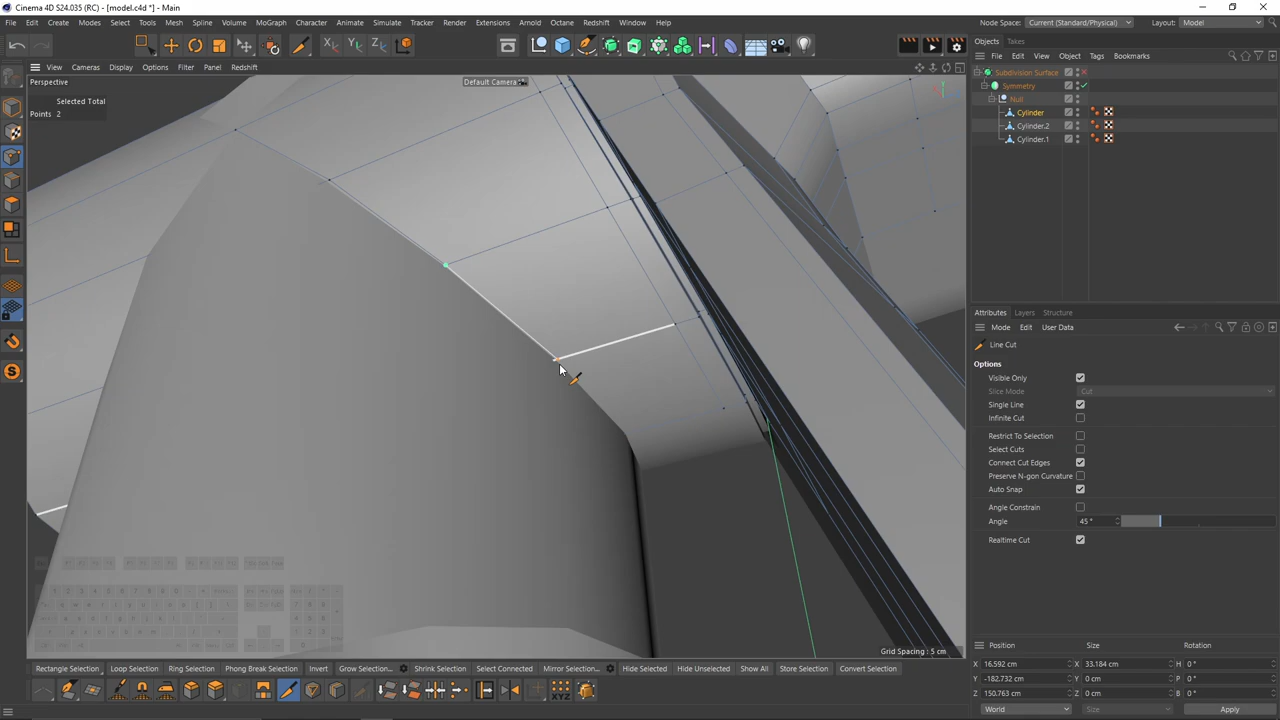 Cinema 4D S24.035 (RC) - [model.c4d *] - Main
File Edit Create Modes Select Tools Mesh Spline Volume MoGraph Character Animate Simulate Tracker Render Extensions Arnold Octane Redshift Window Help
Node Space: Current (Standard/Physical) Layout: Model
Objects Takes
File Edit View Object Tags Bookmarks
View Cameras Display Options Filter Panel Redshift
Perspective
Default Camera
Selected Total
Points 2
Subdivision Surface
Symmetry
Null
Cylinder
Cylinder.2
Cylinder.1
Attributes Layers Structure
Mode Edit User Data
Line Cut
Options
Visible Only
Slice Mode Cut
Single Line
Infinite Cut
Restrict To Selection
Select Cuts
Connect Cut Edges
Preserve N-gon Curvature
Auto Snap
Angle Constrain
Angle 45 °
Realtime Cut
Grid Spacing : 5 cm
Position Size Rotation
X 16.592 cm X 33.184 cm H 0 °
Y -182.732 cm Y 0 cm P 0 °
Z 150.763 cm Z 0 cm B 0 °
World Size Apply
Rectangle Selection Loop Selection Ring Selection Phong Break Selection Invert Grow Selection... Shrink Selection Select Connected Mirror Selection... Hide Selected Hide Unselected Show All Store Selection Convert Selection